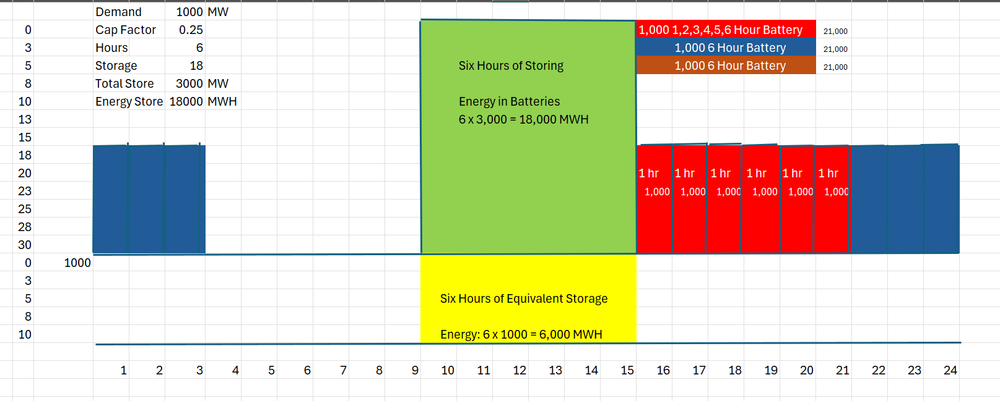 Demand 1000 MW
0 Cap Factor 0.25 1,000 1,2,3,4,5,6 Hour Battery 21,000
3 Hours 6 1,000 6 Hour Battery 21,000
5 Storage 18 Six Hours of Storing 1,000 6 Hour Battery 21,000
8 Total Store 3000 MW
10 Energy Store 18000 MWH Energy in Batteries
13 6 x 3,000 = 18,000 MWH
15
18
20 1 hr 1 hr 1 hr 1 hr 1 hr 1 hr
23 1,000 1,000 1,000 1,000 1,000 1,000
25
28
30
0 1000
3
5 Six Hours of Equivalent Storage
8
10 Energy: 6 x 1000 = 6,000 MWH
1 2 3 4 5 6 7 8 9 10 11 12 13 14 15 16 17 18 19 20 21 22 23 24